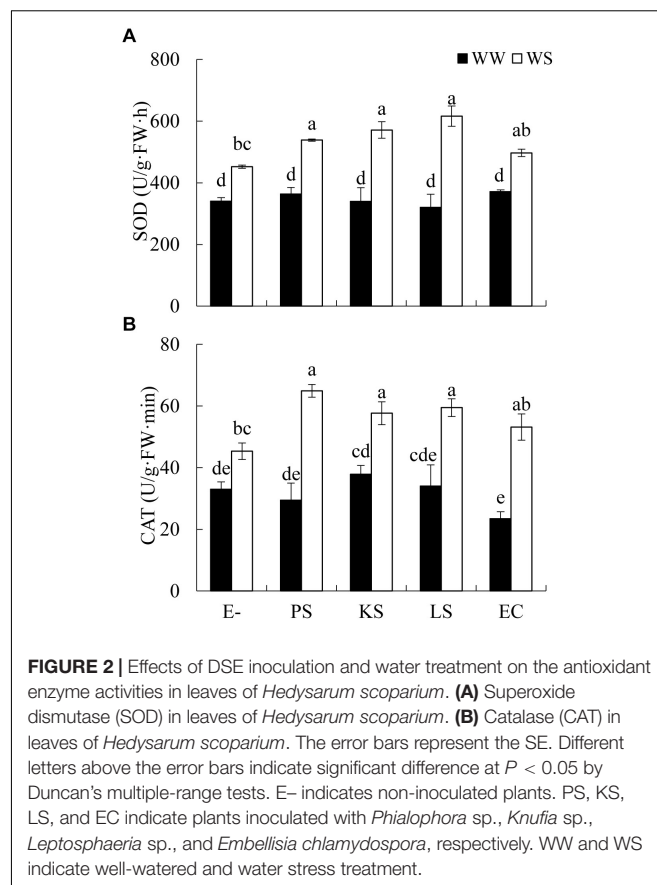 A
WW WS
800
600
400
200
0
SOD (U/g·FW·h)
d bc d a d a d a d ab
B
80
60
40
20
0
CAT (U/g·FW·min)
de bc de a cd a cde a e ab
E- PS KS LS EC
FIGURE 2 | Effects of DSE inoculation and water treatment on the antioxidant
enzyme activities in leaves of Hedysarum scoparium. (A) Superoxide
dismutase (SOD) in leaves of Hedysarum scoparium. (B) Catalase (CAT) in
leaves of Hedysarum scoparium. The error bars represent the SE. Different
letters above the error bars indicate significant difference at P < 0.05 by
Duncan's multiple-range tests. E– indicates non-inoculated plants. PS, KS,
LS, and EC indicate plants inoculated with Phialophora sp., Knufia sp.,
Leptosphaeria sp., and Embellisia chlamydospora, respectively. WW and WS
indicate well-watered and water stress treatment.